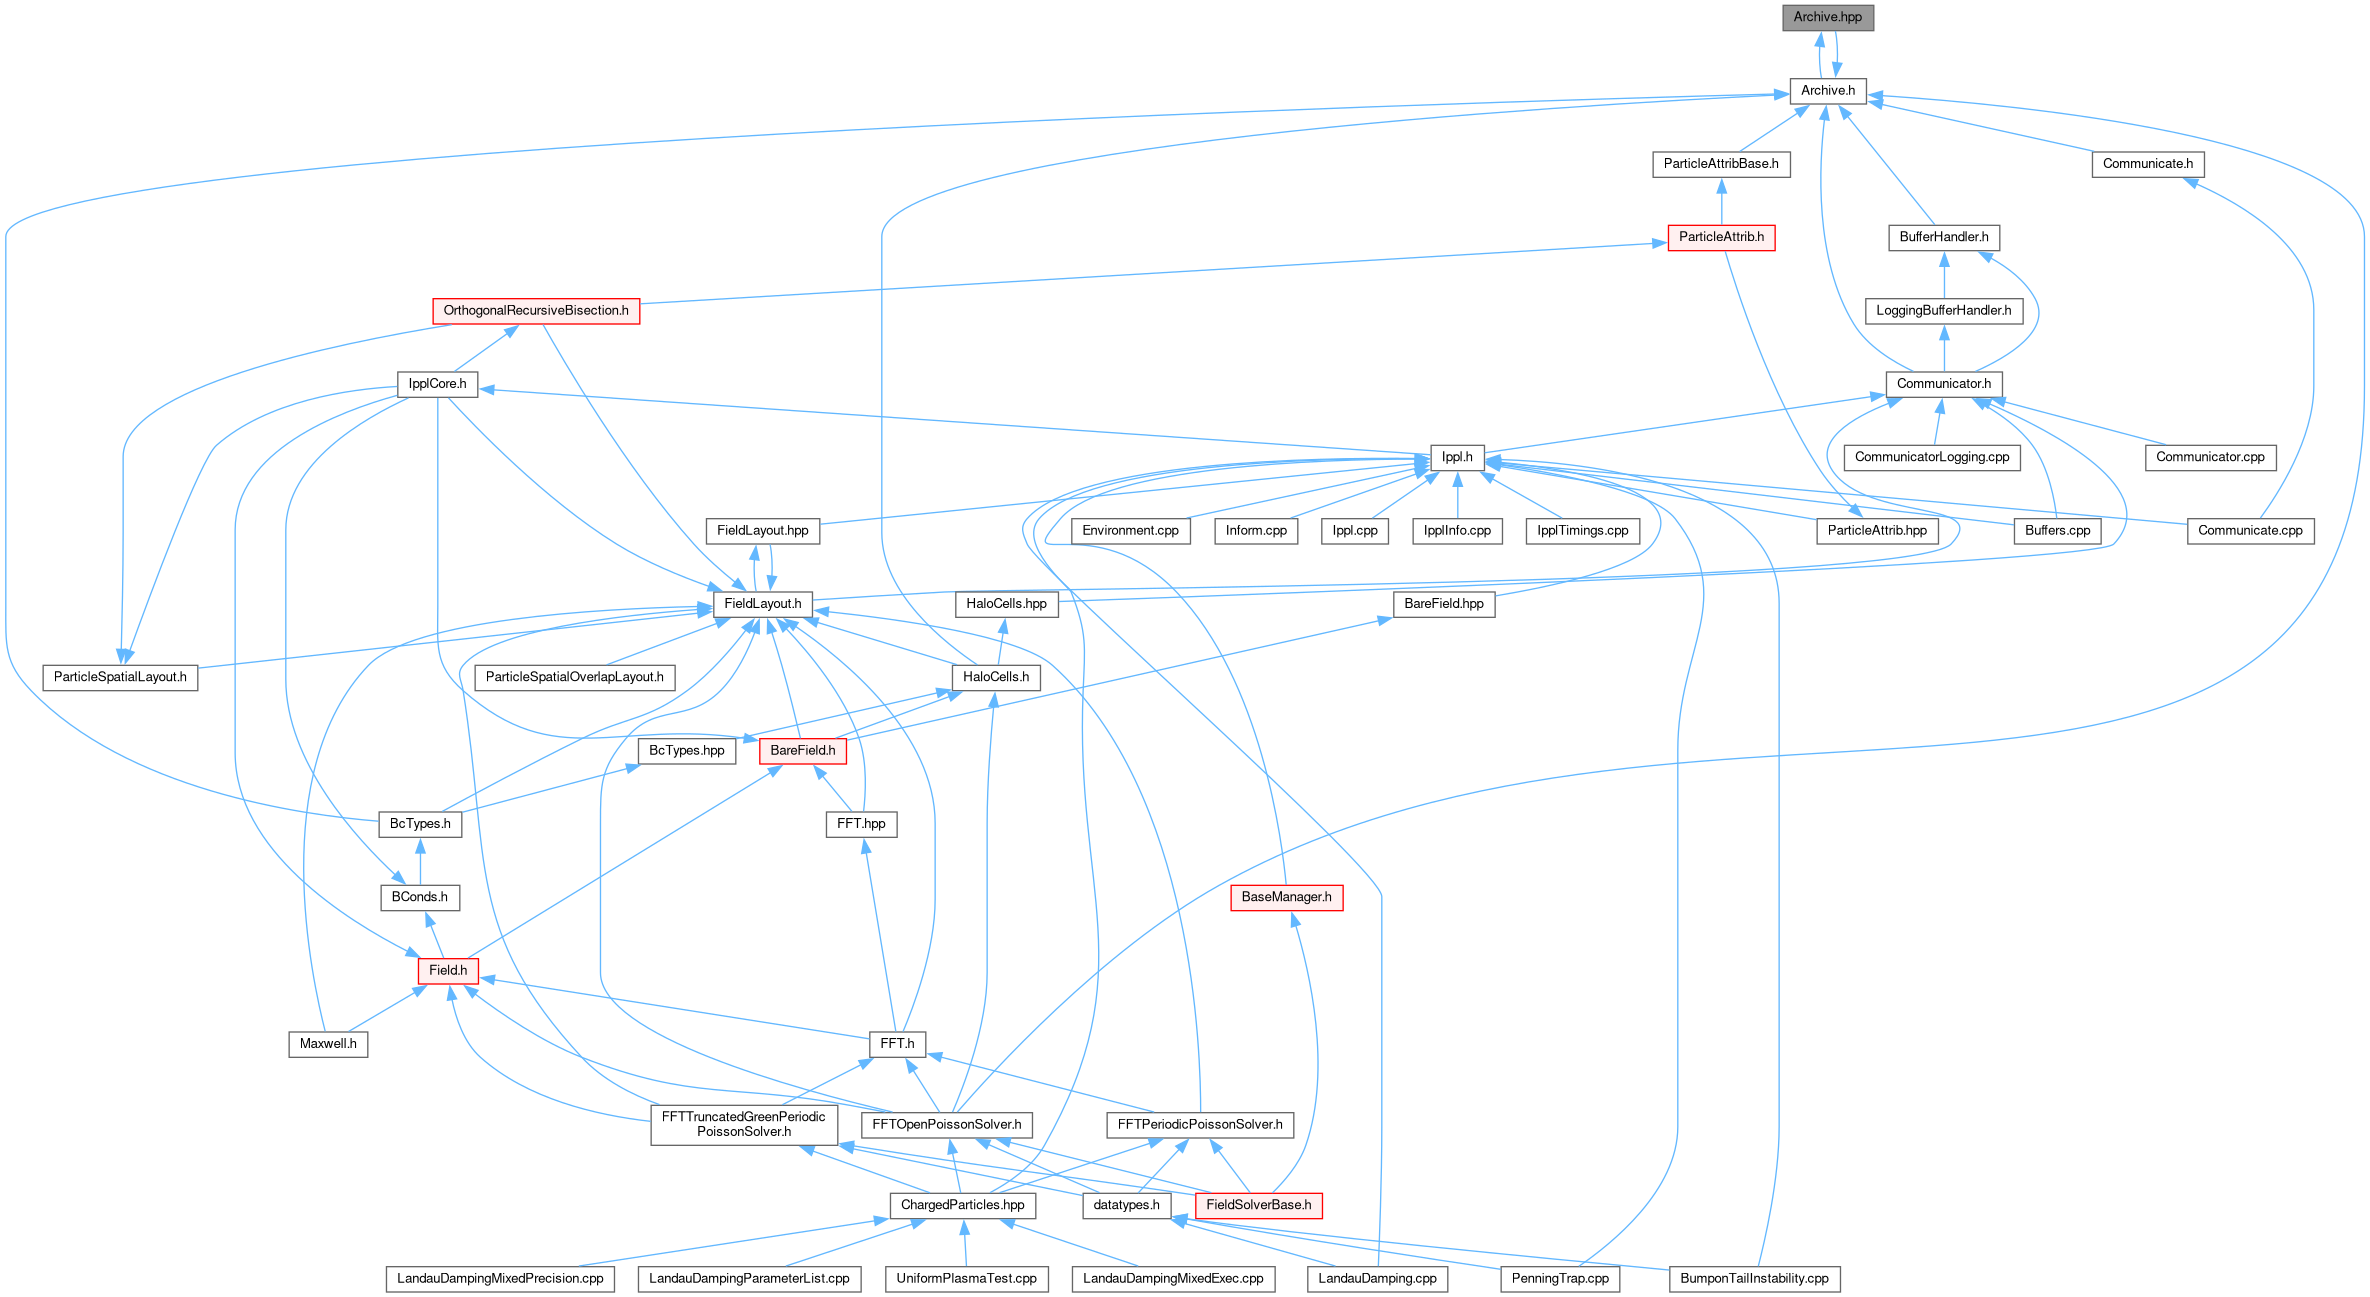 Archive.hpp
Archive.h
ParticleAttribBase.h
Communicate.h
ParticleAttrib.h
BufferHandler.h
OrthogonalRecursiveBisection.h
LoggingBufferHandler.h
IpplCore.h
Communicator.h
Ippl.h
CommunicatorLogging.cpp
Communicator.cpp
FieldLayout.hpp
Environment.cpp
Inform.cpp
Ippl.cpp
IpplInfo.cpp
IpplTimings.cpp
ParticleAttrib.hpp
Buffers.cpp
Communicate.cpp
FieldLayout.h
HaloCells.hpp
BareField.hpp
ParticleSpatialLayout.h
ParticleSpatialOverlapLayout.h
HaloCells.h
BcTypes.hpp
BareField.h
BcTypes.h
FFT.hpp
BConds.h
BaseManager.h
Field.h
Maxwell.h
FFT.h
FFTTruncatedGreenPeriodic
PoissonSolver.h
FFTOpenPoissonSolver.h
FFTPeriodicPoissonSolver.h
ChargedParticles.hpp
datatypes.h
FieldSolverBase.h
LandauDampingMixedPrecision.cpp
LandauDampingParameterList.cpp
UniformPlasmaTest.cpp
LandauDampingMixedExec.cpp
LandauDamping.cpp
PenningTrap.cpp
BumponTailInstability.cpp